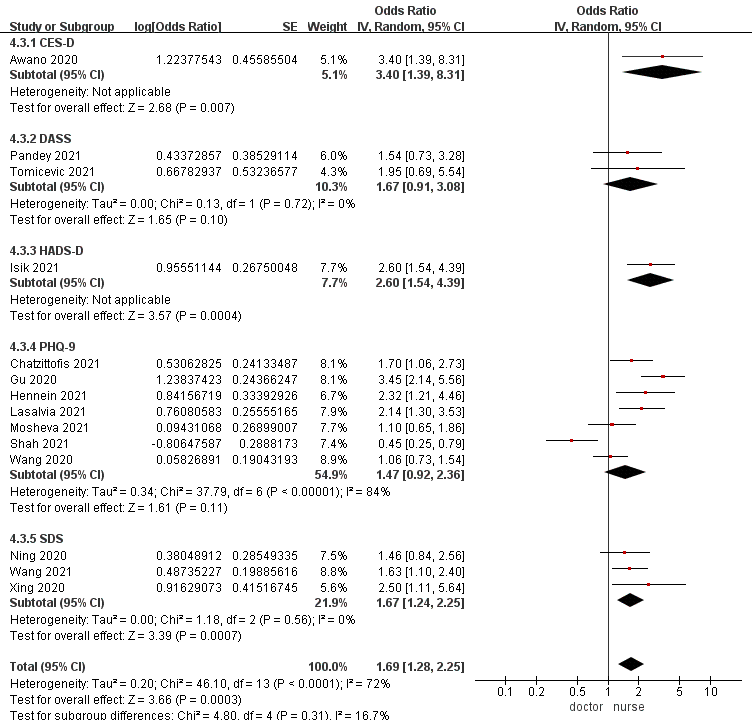 Odds Ratio Odds Ratio
Study or Subgroup log[Odds Ratio] SE Weight IV, Random, 95% CI IV, Random, 95% CI
4.3.1 CES-D
Awano 2020 1.22377543 0.45585504 5.1% 3.40 [1.39, 8.31]
Subtotal (95% CI) 5.1% 3.40 [1.39, 8.31]
Heterogeneity: Not applicable
Test for overall effect: Z = 2.68 (P = 0.007)
4.3.2 DASS
Pandey 2021 0.43372857 0.38529114 6.0% 1.54 [0.73, 3.28]
Tomicevic 2021 0.66782937 0.53236577 4.3% 1.95 [0.69, 5.54]
Subtotal (95% CI) 10.3% 1.67 [0.91, 3.08]
Heterogeneity: Tau² = 0.00; Chi² = 0.13, df = 1 (P = 0.72); I² = 0%
Test for overall effect: Z = 1.65 (P = 0.10)
4.3.3 HADS-D
Isik 2021 0.95551144 0.26750048 7.7% 2.60 [1.54, 4.39]
Subtotal (95% CI) 7.7% 2.60 [1.54, 4.39]
Heterogeneity: Not applicable
Test for overall effect: Z = 3.57 (P = 0.0004)
4.3.4 PHQ-9
Chatzittofis 2021 0.53062825 0.24133487 8.1% 1.70 [1.06, 2.73]
Gu 2020 1.23837423 0.24366247 8.1% 3.45 [2.14, 5.56]
Hennein 2021 0.84156719 0.33392926 6.7% 2.32 [1.21, 4.46]
Lasalvia 2021 0.76080583 0.25555165 7.9% 2.14 [1.30, 3.53]
Mosheva 2021 0.09431068 0.26899007 7.7% 1.10 [0.65, 1.86]
Shah 2021 -0.80647587 0.2888173 7.4% 0.45 [0.25, 0.79]
Wang 2020 0.05826891 0.19043193 8.9% 1.06 [0.73, 1.54]
Subtotal (95% CI) 54.9% 1.47 [0.92, 2.36]
Heterogeneity: Tau² = 0.34; Chi² = 37.79, df = 6 (P < 0.00001); I² = 84%
Test for overall effect: Z = 1.61 (P = 0.11)
4.3.5 SDS
Ning 2020 0.38048912 0.28549335 7.5% 1.46 [0.84, 2.56]
Wang 2021 0.48735227 0.19885616 8.8% 1.63 [1.10, 2.40]
Xing 2020 0.91629073 0.41516745 5.6% 2.50 [1.11, 5.64]
Subtotal (95% CI) 21.9% 1.67 [1.24, 2.25]
Heterogeneity: Tau² = 0.00; Chi² = 1.18, df = 2 (P = 0.56); I² = 0%
Test for overall effect: Z = 3.39 (P = 0.0007)
Total (95% CI) 100.0% 1.69 [1.28, 2.25]
Heterogeneity: Tau² = 0.20; Chi² = 46.10, df = 13 (P < 0.0001); I² = 72%
Test for overall effect: Z = 3.66 (P = 0.0003)
Test for subgroup differences: Chi² = 4.80, df = 4 (P = 0.31), I² = 16.7%
0.1 0.2 0.5 1 2 5 10
doctor nurse